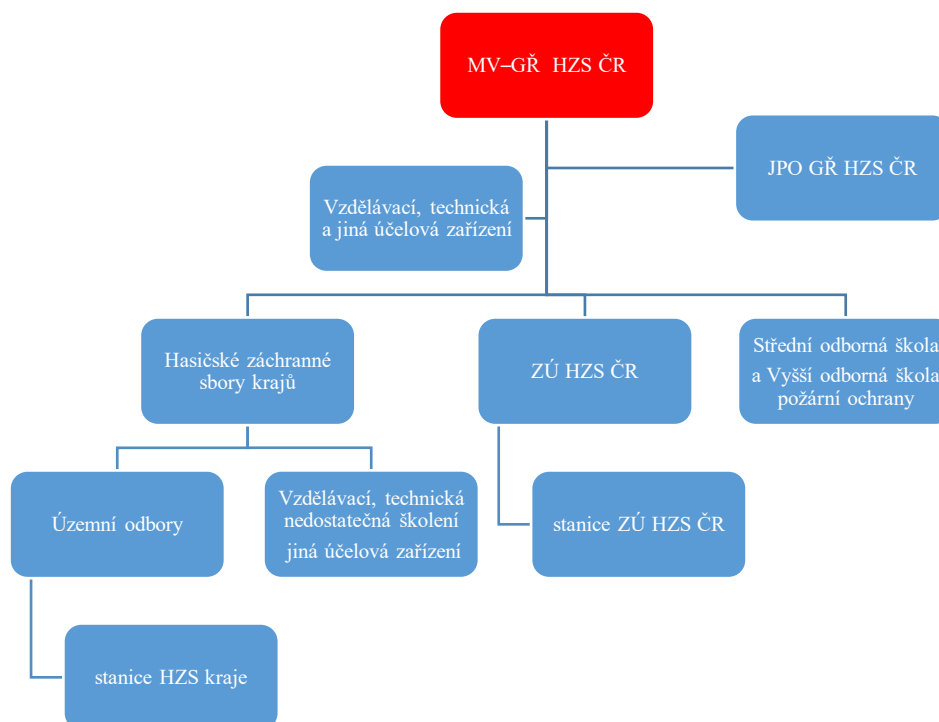 MV–GŘ HZS ČR
JPO GŘ HZS ČR
Vzdělávací, technická
a jiná účelová zařízení
Hasičské záchranné
sbory krajů
ZÚ HZS ČR
Střední odborná škola
a Vyšší odborná škola
požární ochrany
Územní odbory
Vzdělávací, technická
nedostatečná školení
jiná účelová zařízení
stanice ZÚ HZS ČR
stanice HZS kraje